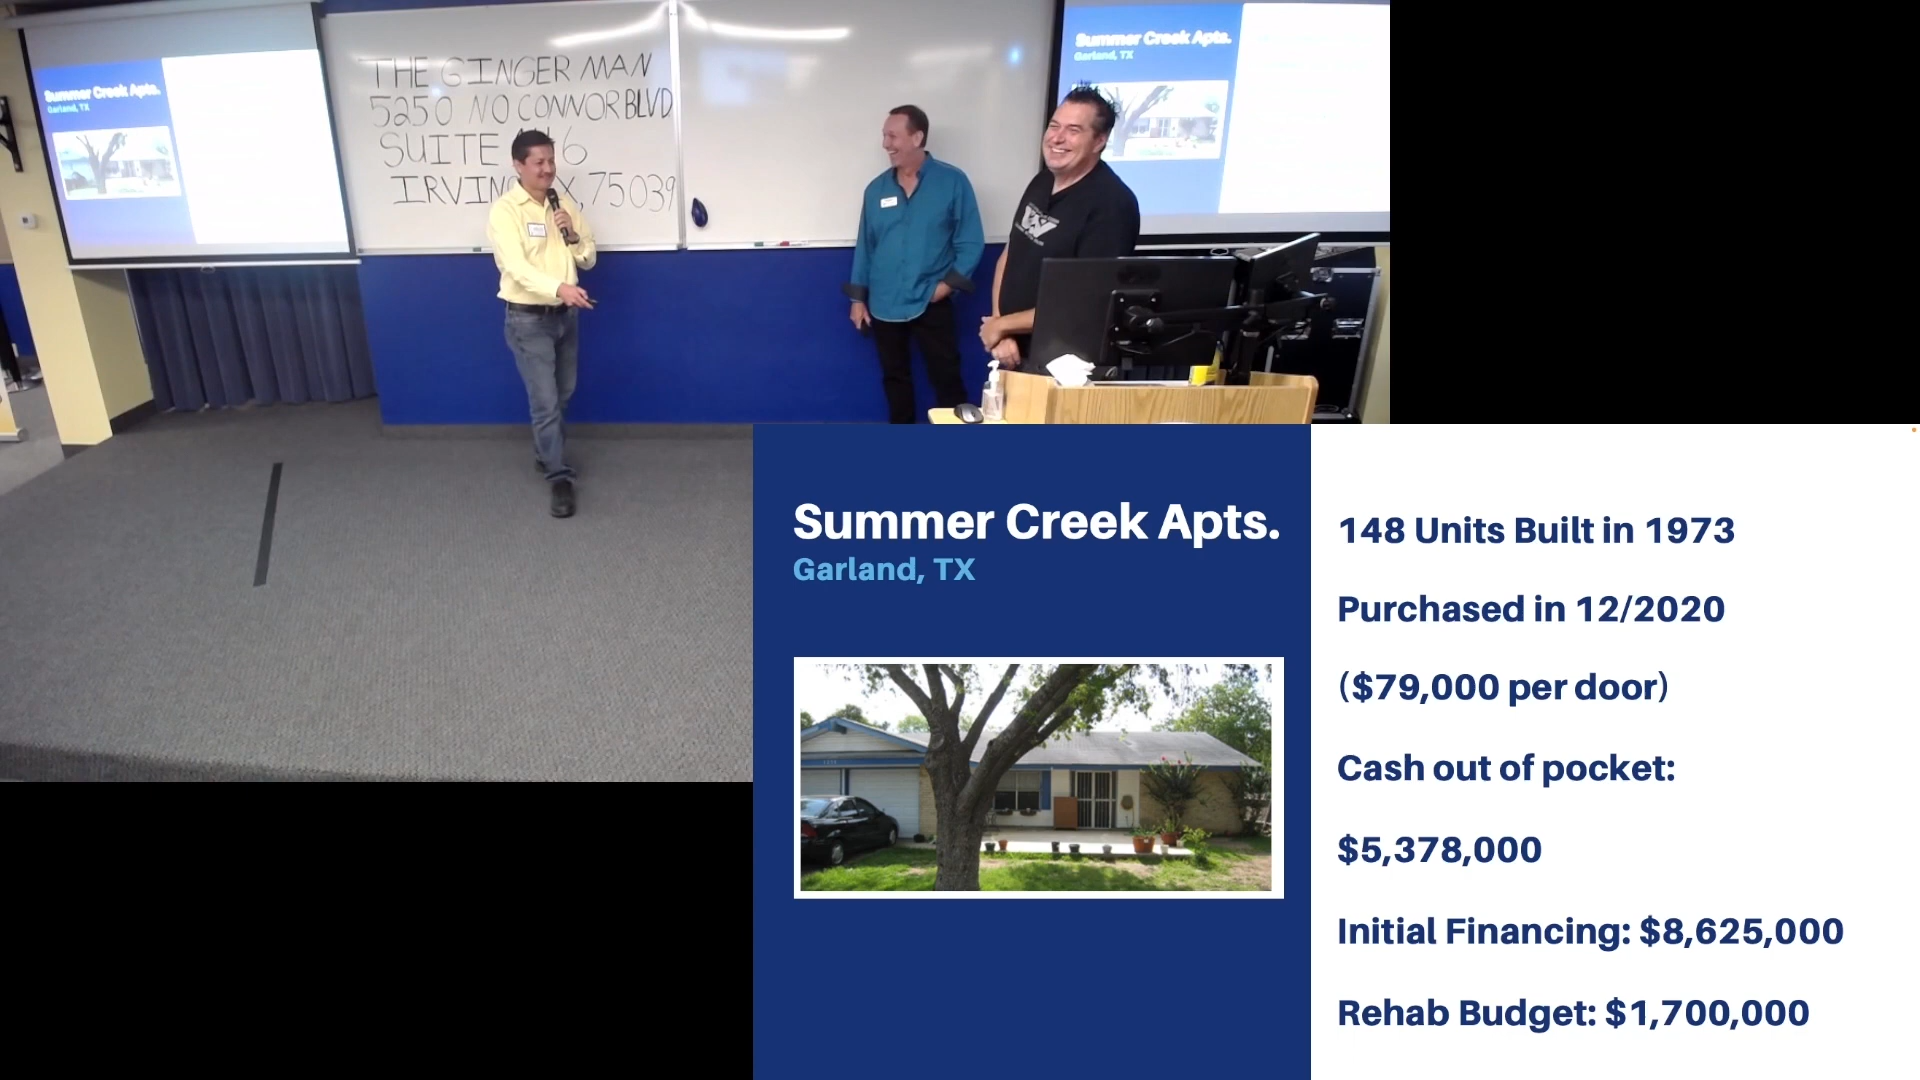 Summer Creek Apts.
Garland, TX
THE GINGER MAN
5250 NO CONNOR BLVD
SUITE 6
IRVING X, 75039
Summer Creek Apts.
Garland, TX
Summer Creek Apts.
Garland, TX
148 Units Built in 1973
Purchased in 12/2020
($79,000 per door)
Cash out of pocket:
$5,378,000
Initial Financing: $8,625,000
Rehab Budget: $1,700,000